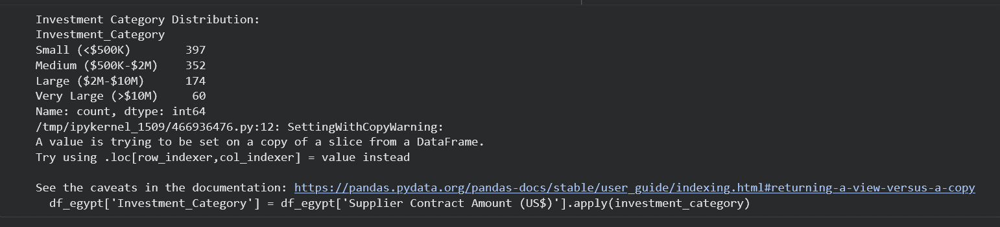 Investment Category Distribution:
Investment_Category
Small (<$500K)         397
Medium ($500K-$2M)     352
Large ($2M-$10M)       174
Very Large (>$10M)      60
Name: count, dtype: int64
/tmp/ipykernel_1509/466936476.py:12: SettingWithCopyWarning:
A value is trying to be set on a copy of a slice from a DataFrame.
Try using .loc[row_indexer,col_indexer] = value instead

See the caveats in the documentation: https://pandas.pydata.org/pandas-docs/stable/user_guide/indexing.html#returning-a-view-versus-a-copy
  df_egypt['Investment_Category'] = df_egypt['Supplier Contract Amount (US$)'].apply(investment_category)